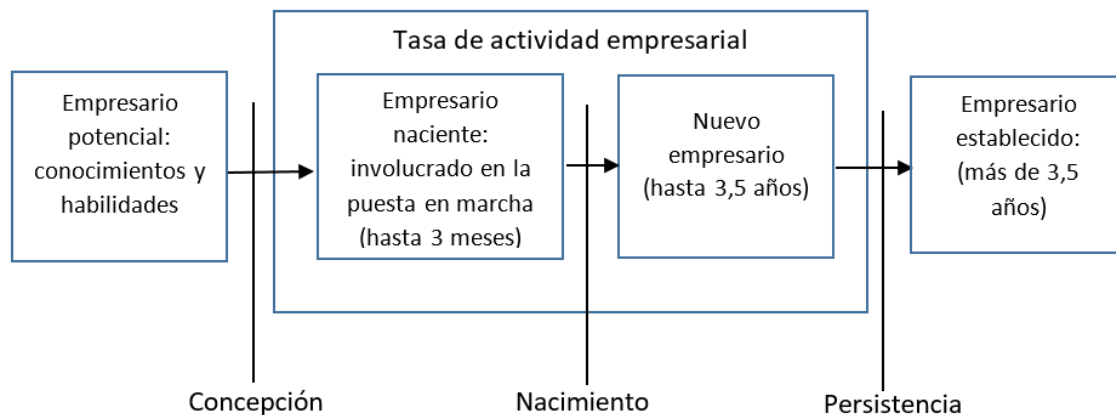 Tasa de actividad empresarial
Empresario
potencial:
conocimientos y
habilidades
Empresario
naciente:
involucrado en la
puesta en marcha
(hasta 3 meses)
Nuevo
empresario
(hasta 3,5 años)
Empresario
establecido:
(más de 3,5
años)
Concepción
Nacimiento
Persistencia